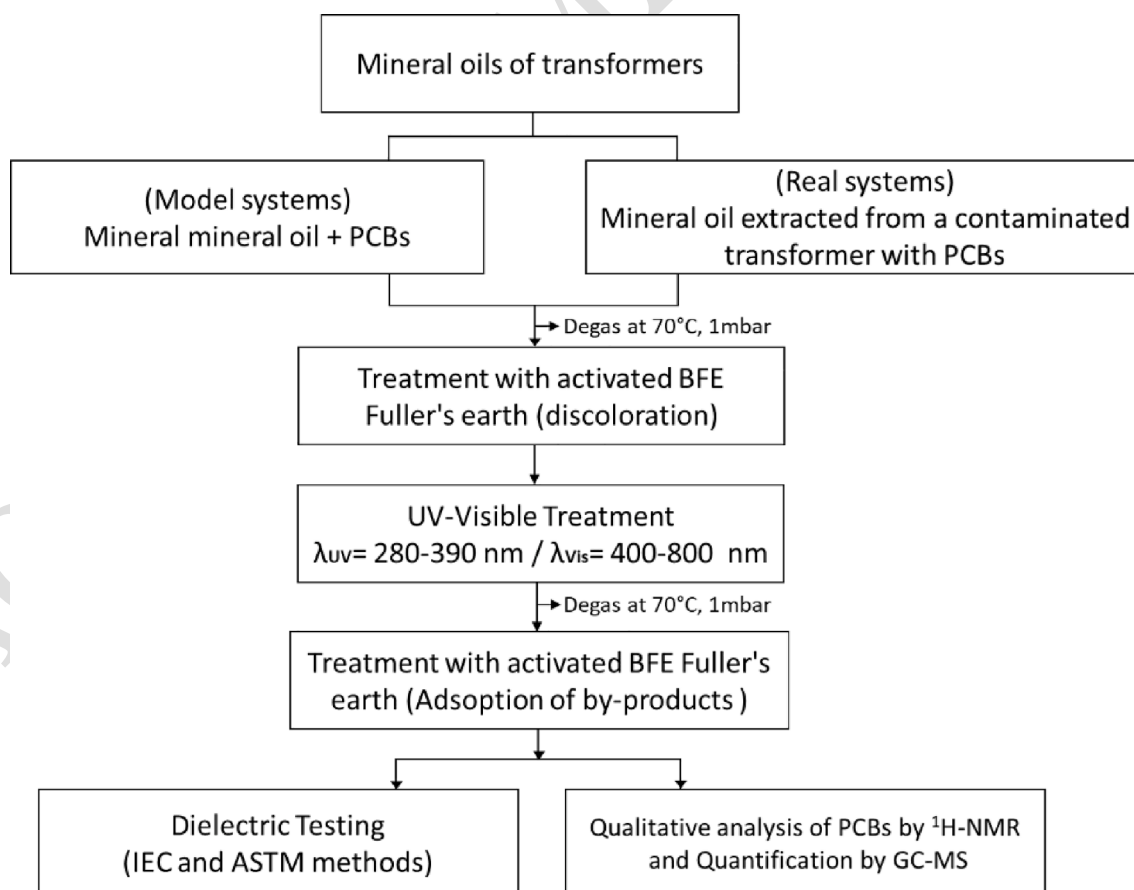 Mineral oils of transformers
(Model systems)
Mineral mineral oil + PCBs
(Real systems)
Mineral oil extracted from a contaminated
transformer with PCBs
Degas at 70°C, 1mbar
Treatment with activated BFE
Fuller's earth (discoloration)
UV-Visible Treatment
λuv= 280-390 nm / λvis= 400-800 nm
Degas at 70°C, 1mbar
Treatment with activated BFE Fuller's
earth (Adsoption of by-products )
Dielectric Testing
(IEC and ASTM methods)
Qualitative analysis of PCBs by ¹H-NMR
and Quantification by GC-MS